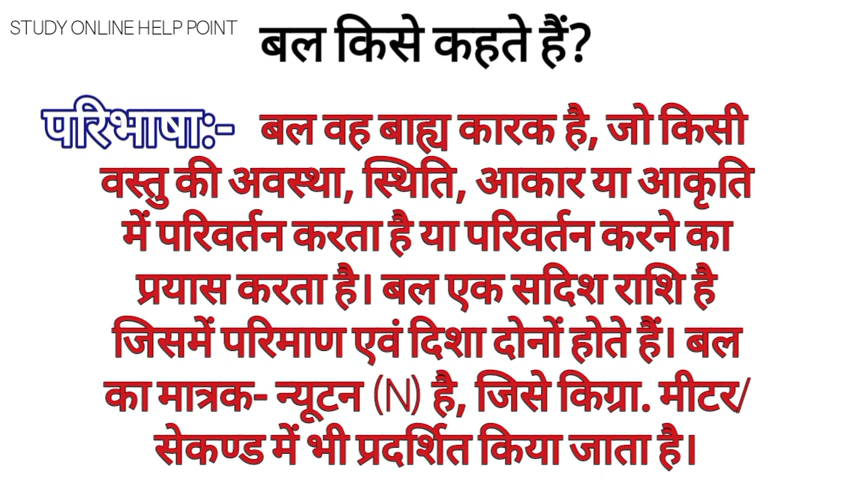 STUDY ONLINE HELP POINT
बल किसे कहते हैं?
परिभाषाः- बल वह बाह्य कारक है, जो किसी
वस्तु की अवस्था, स्थिति, आकार या आकृति
में परिवर्तन करता है या परिवर्तन करने का
प्रयास करता है। बल एक सदिश राशि है
जिसमें परिमाण एवं दिशा दोनों होते हैं। बल
का मात्रक- न्यूटन (N) है, जिसे किग्रा. मीटर/
सेकण्ड में भी प्रदर्शित किया जाता है।